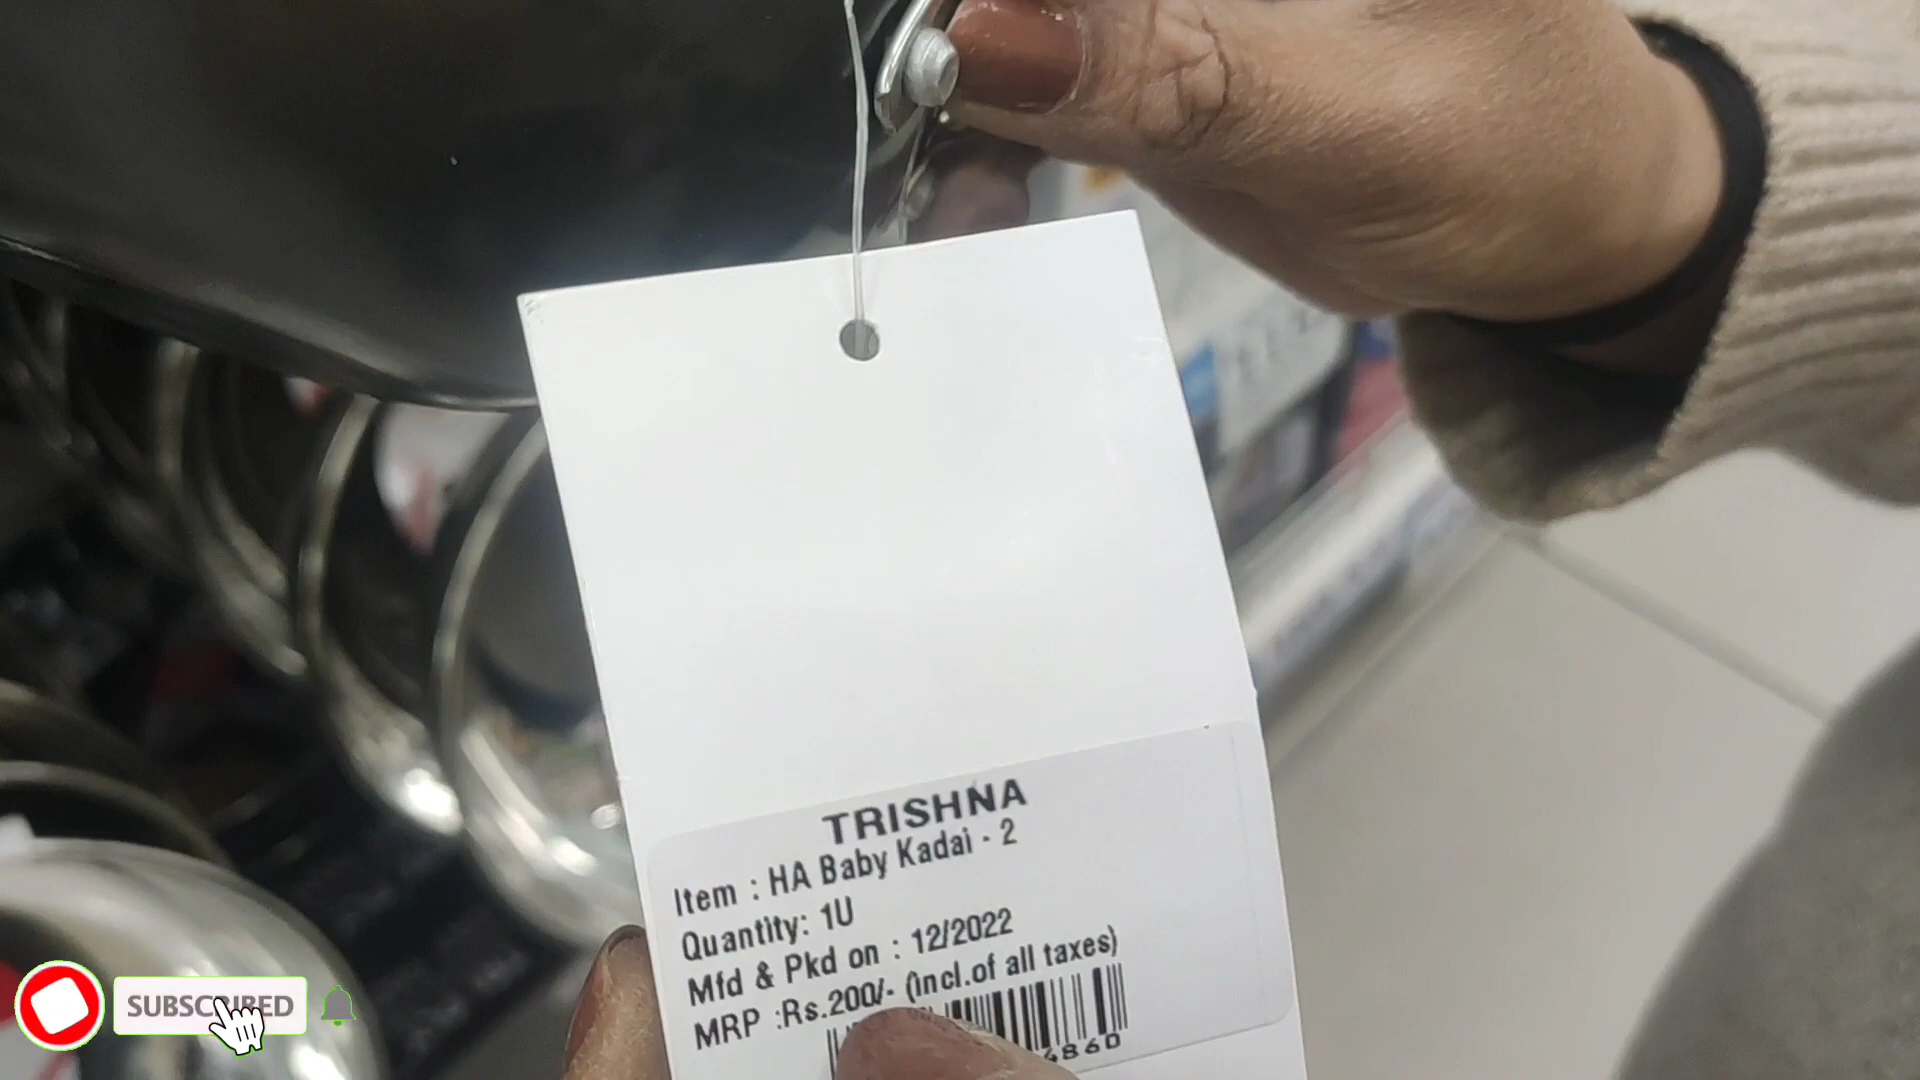 TRISHNA
Item : HA Baby Kadai - 2
Quantity: 1U
Mfd & Pkd on : 12/2022
MRP :Rs.200/- (incl.of all taxes)
4860
SUBSCRIBED